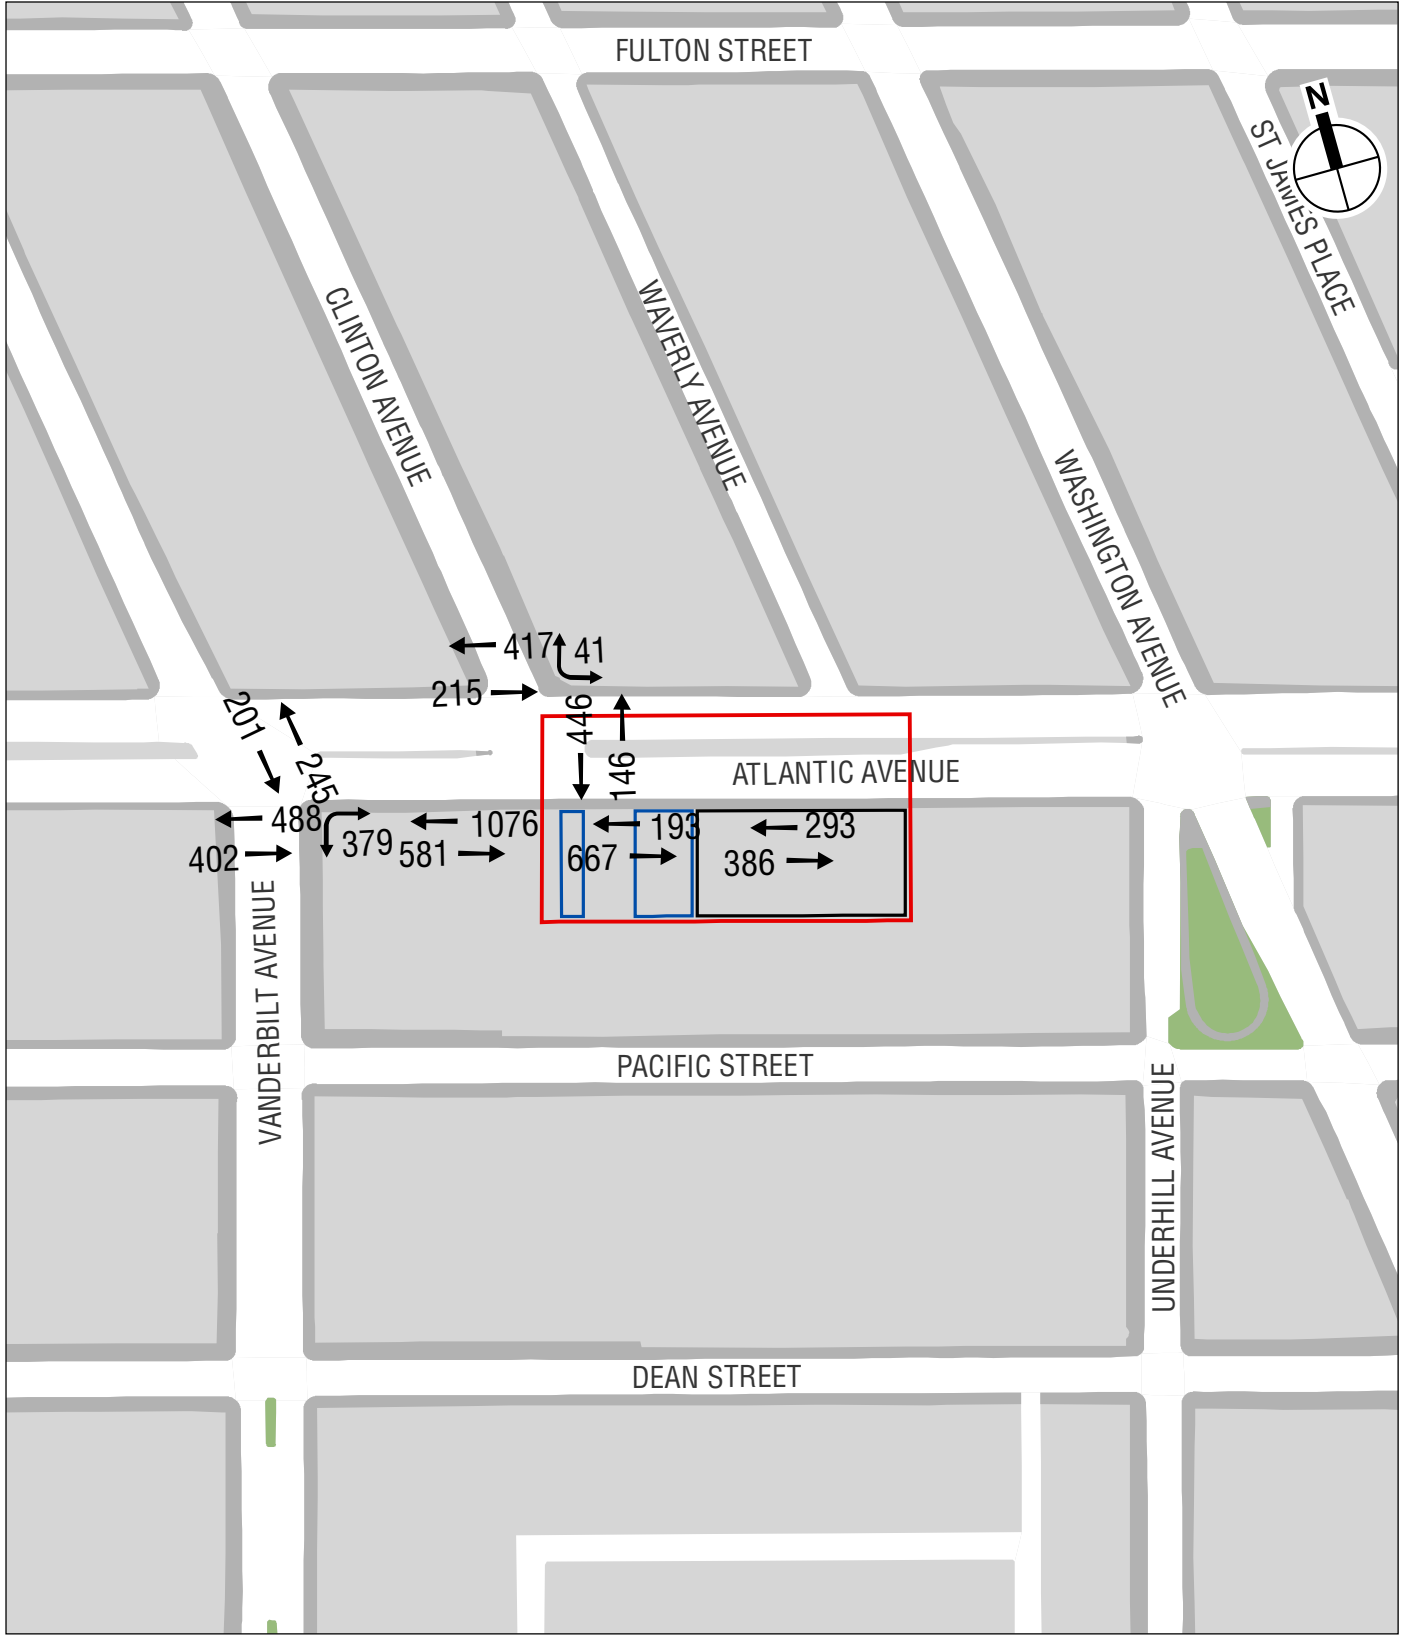 FULTON STREET
N
ST JAMES PLACE
CLINTON AVENUE
WAVERLY AVENUE
WASHINGTON AVENUE
417
41
215
446
201
245
146
ATLANTIC AVENUE
488
379
1076
193
293
402
581
667
386
VANDERBILT AVENUE
PACIFIC STREET
UNDERHILL AVENUE
DEAN STREET